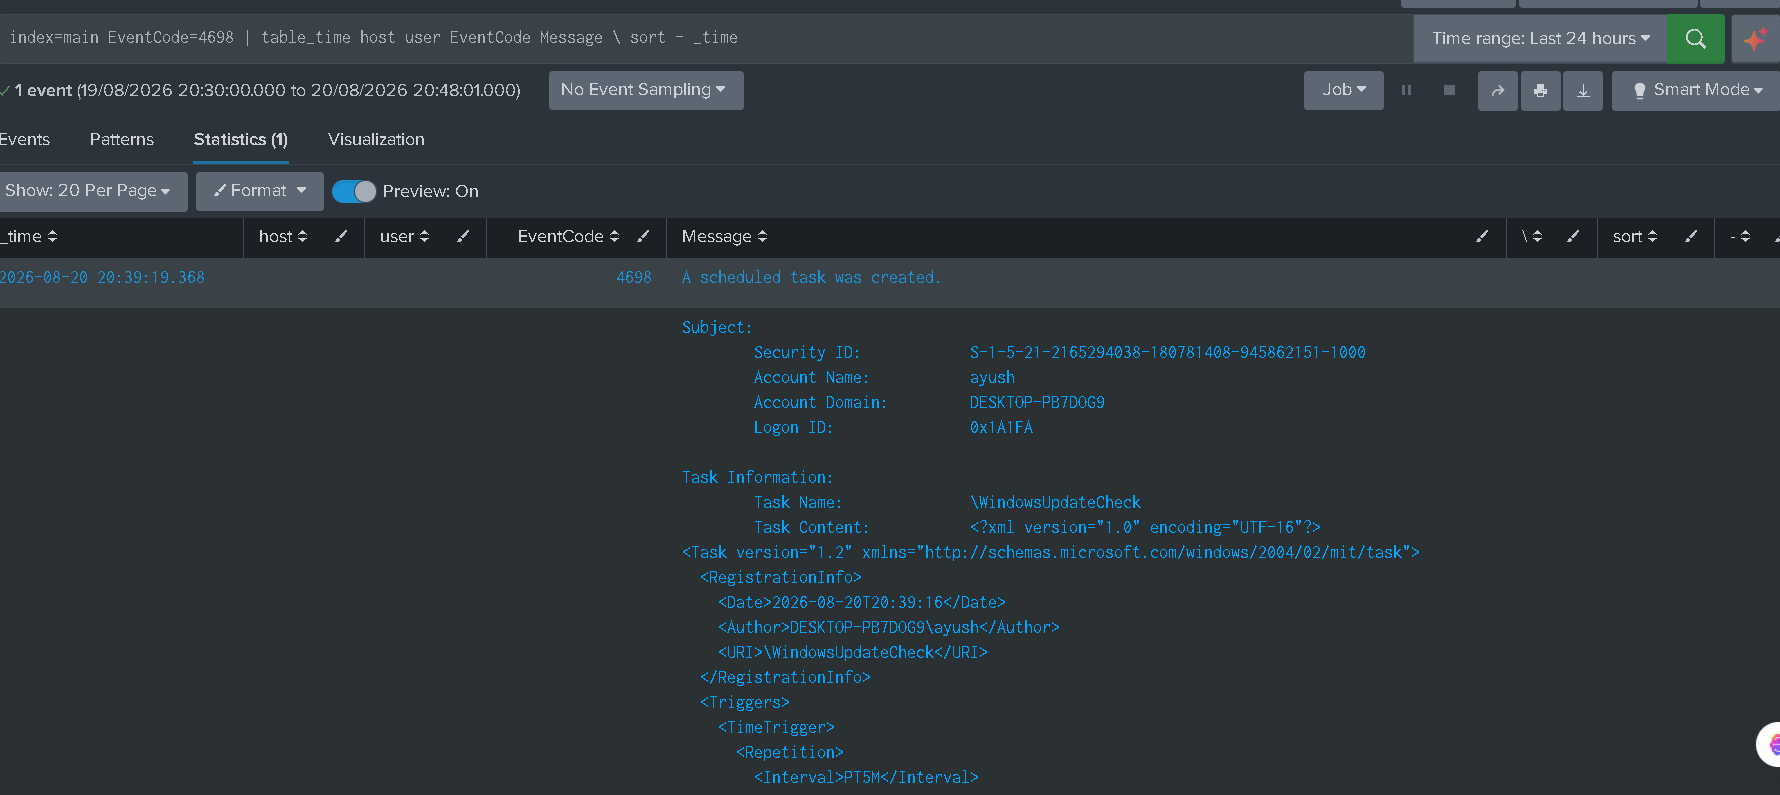 index=main EventCode=4698 | table_time host user EventCode Message \ sort - _time
Time range: Last 24 hours
1 event (19/08/2026 20:30:00.000 to 20/08/2026 20:48:01.000)
No Event Sampling
Job
Smart Mode
Events
Patterns
Statistics (1)
Visualization
Show: 20 Per Page
Format
Preview: On
_time
host
user
EventCode
Message
\
sort
-
2026-08-20 20:39:19.368
4698
A scheduled task was created.
Subject:
Security ID: S-1-5-21-2165294038-180781408-945862151-1000
Account Name: ayush
Account Domain: DESKTOP-PB7DOG9
Logon ID: 0x1A1FA
Task Information:
Task Name: \WindowsUpdateCheck
Task Content: <?xml version="1.0" encoding="UTF-16"?>
<Task version="1.2" xmlns="http://schemas.microsoft.com/windows/2004/02/mit/task">
<RegistrationInfo>
<Date>2026-08-20T20:39:16</Date>
<Author>DESKTOP-PB7DOG9\ayush</Author>
<URI>\WindowsUpdateCheck</URI>
</RegistrationInfo>
<Triggers>
<TimeTrigger>
<Repetition>
<Interval>PT5M</Interval>